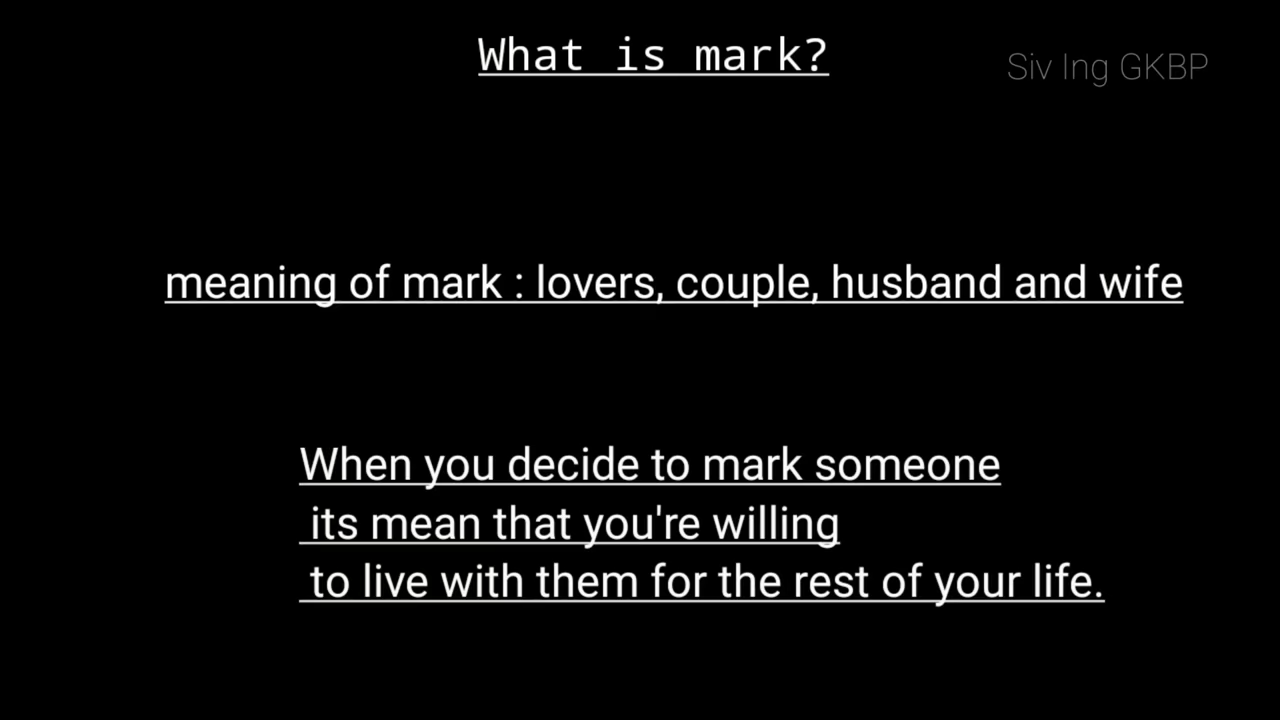 What is mark?
Siv Ing GKBP
meaning of mark : lovers, couple, husband and wife
When you decide to mark someone
its mean that you're willing
to live with them for the rest of your life.